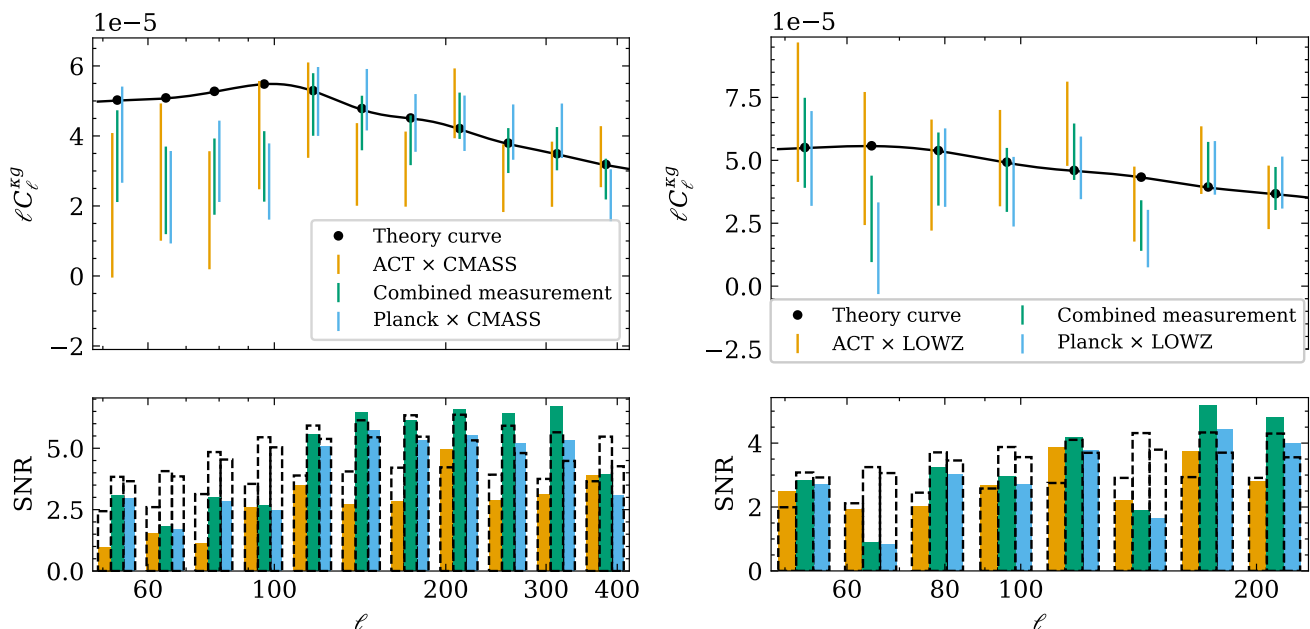 1e−5
6
4
2
0
−2
ℓC_ℓ^{κg}
Theory curve
ACT × CMASS
Combined measurement
Planck × CMASS
1e−5
7.5
5.0
2.5
0.0
−2.5
ℓC_ℓ^{κg}
Theory curve
ACT × LOWZ
Combined measurement
Planck × LOWZ
5.0
2.5
0.0
SNR
60 100 200 300 400
ℓ
4
2
0
SNR
60 80 100 200
ℓ